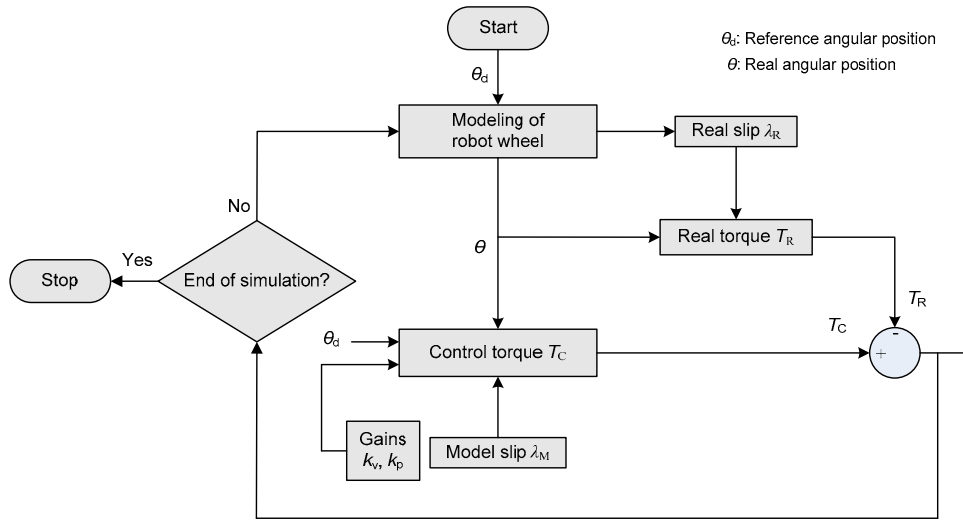 Start
θd: Reference angular position
θ: Real angular position
θd
Modeling of
robot wheel
Real slip λR
No
Real torque TR
θ
Yes
Stop
End of simulation?
TR
TC
θd
Control torque TC
-
+
Gains
kv, kp
Model slip λM